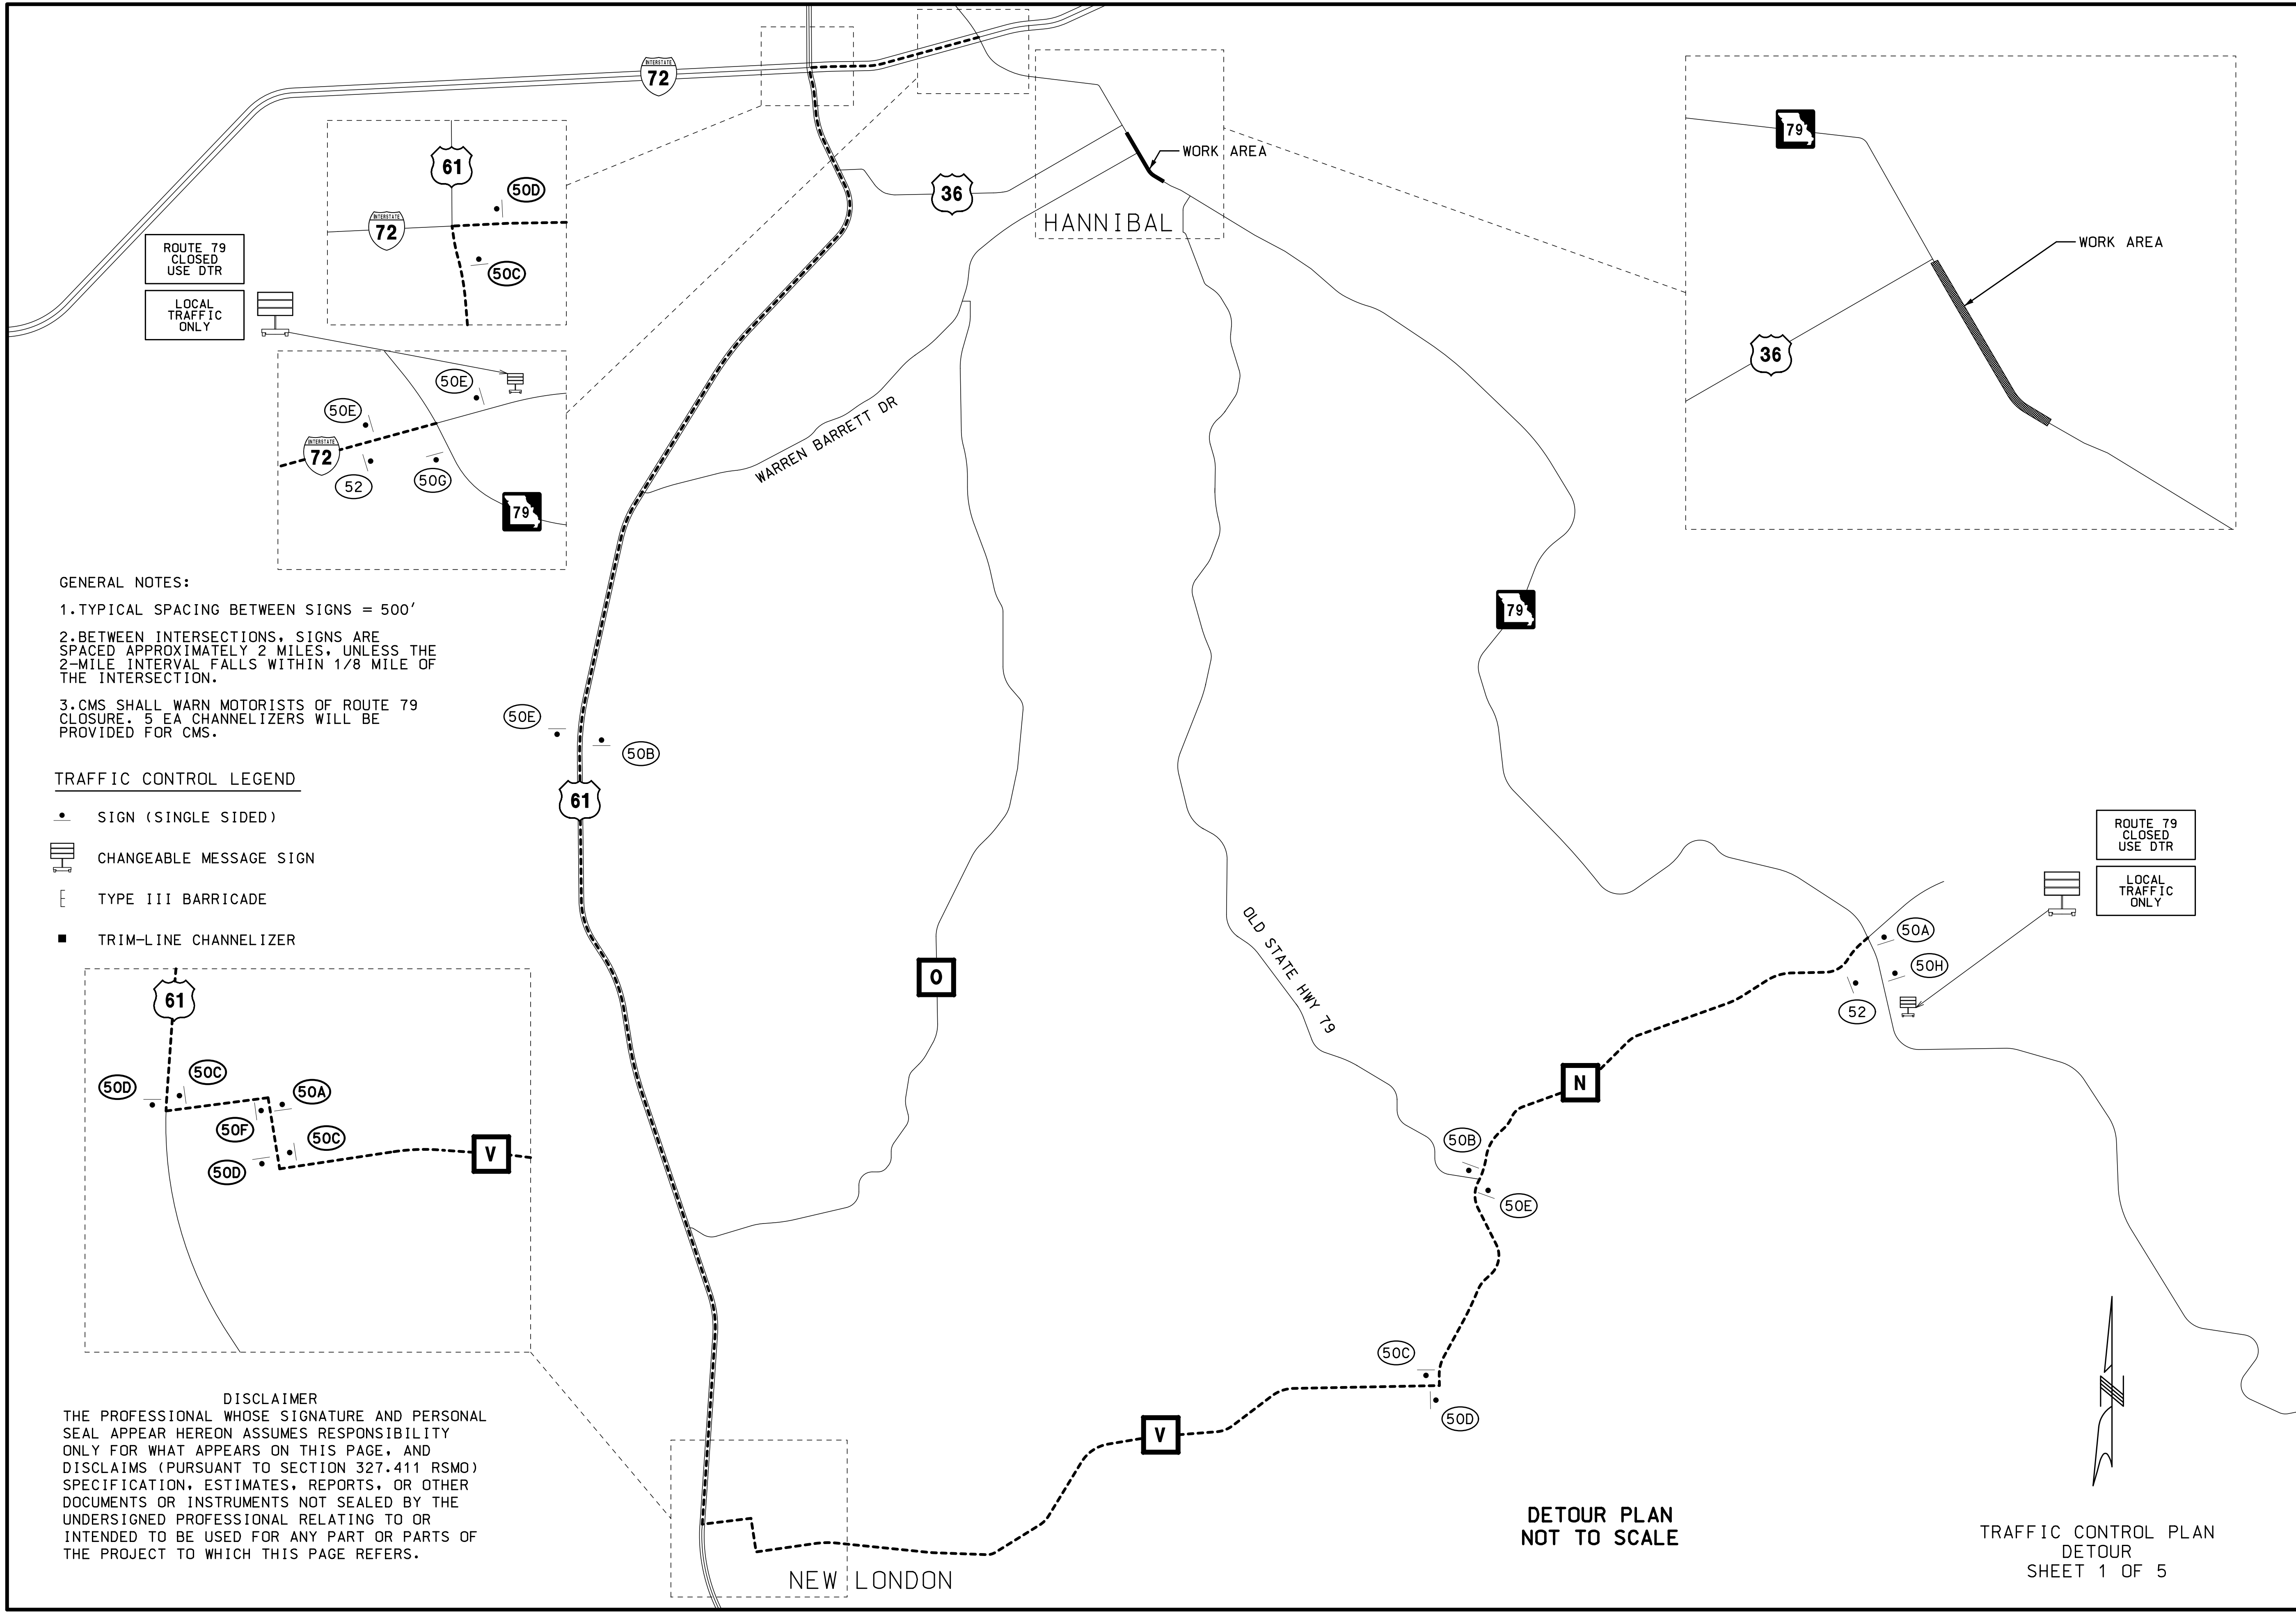 INTERSTATE
72
36
WORK AREA
HANNIBAL
79
WORK AREA
36
61
50D
INTERSTATE
72
50C
ROUTE 79
CLOSED
USE DTR
LOCAL
TRAFFIC
ONLY
50E
50E
INTERSTATE
72
52
50G
79
WARREN BARRETT DR
GENERAL NOTES:
1.TYPICAL SPACING BETWEEN SIGNS = 500'
2.BETWEEN INTERSECTIONS, SIGNS ARE
SPACED APPROXIMATELY 2 MILES, UNLESS THE
2-MILE INTERVAL FALLS WITHIN 1/8 MILE OF
THE INTERSECTION.
3.CMS SHALL WARN MOTORISTS OF ROUTE 79
CLOSURE. 5 EA CHANNELIZERS WILL BE
PROVIDED FOR CMS.
79
50E
50B
61
TRAFFIC CONTROL LEGEND
SIGN (SINGLE SIDED)
CHANGEABLE MESSAGE SIGN
TYPE III BARRICADE
TRIM-LINE CHANNELIZER
ROUTE 79
CLOSED
USE DTR
LOCAL
TRAFFIC
ONLY
50A
50H
52
O
OLD STATE HWY 79
N
61
50D
50C
50A
50F
50C
50D
V
50B
50E
50C
50D
V
DISCLAIMER
THE PROFESSIONAL WHOSE SIGNATURE AND PERSONAL
SEAL APPEAR HEREON ASSUMES RESPONSIBILITY
ONLY FOR WHAT APPEARS ON THIS PAGE, AND
DISCLAIMS (PURSUANT TO SECTION 327.411 RSMO)
SPECIFICATION, ESTIMATES, REPORTS, OR OTHER
DOCUMENTS OR INSTRUMENTS NOT SEALED BY THE
UNDERSIGNED PROFESSIONAL RELATING TO OR
INTENDED TO BE USED FOR ANY PART OR PARTS OF
THE PROJECT TO WHICH THIS PAGE REFERS.
NEW LONDON
DETOUR PLAN
NOT TO SCALE
N
TRAFFIC CONTROL PLAN
DETOUR
SHEET 1 OF 5